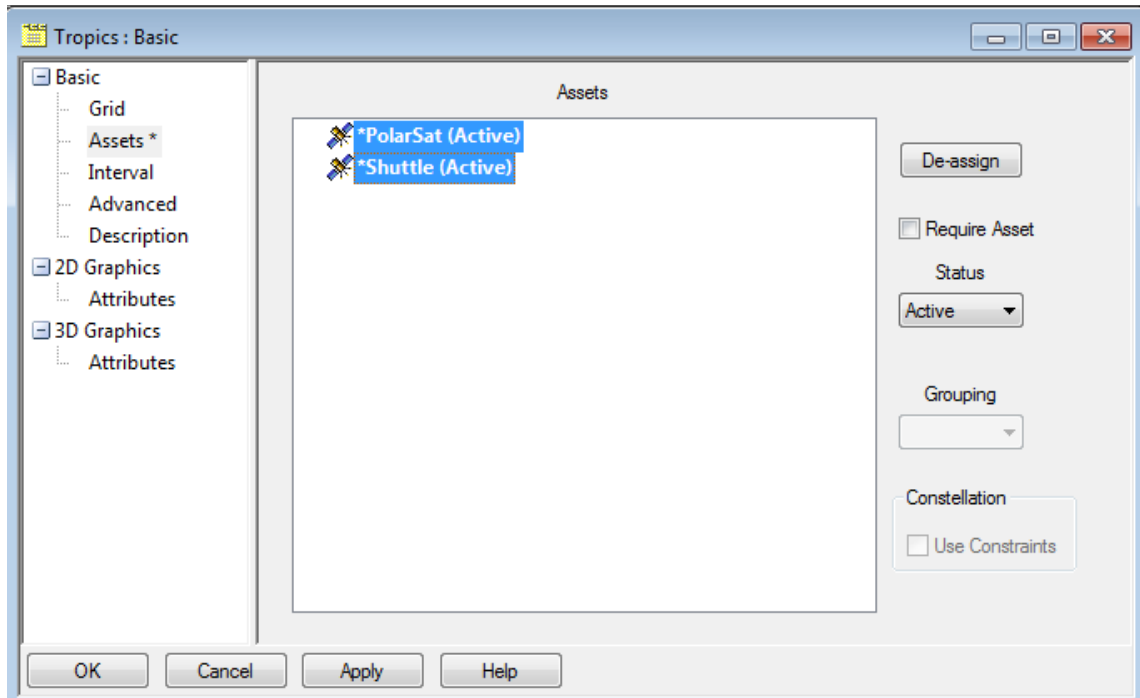 Tropics : Basic
Basic
Grid
Assets *
Interval
Advanced
Description
2D Graphics
Attributes
3D Graphics
Attributes
Assets
*PolarSat (Active)
*Shuttle (Active)
De-assign
Require Asset
Status
Active
Grouping
Constellation
Use Constraints
OK Cancel Apply Help